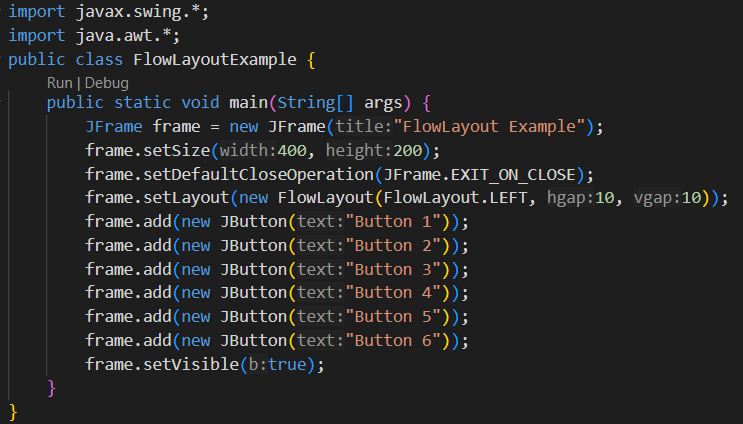 import javax.swing.*;
import java.awt.*;
public class FlowLayoutExample {
Run | Debug
public static void main(String[] args) {
JFrame frame = new JFrame(title:"FlowLayout Example");
frame.setSize(width:400, height:200);
frame.setDefaultCloseOperation(JFrame.EXIT_ON_CLOSE);
frame.setLayout(new FlowLayout(FlowLayout.LEFT, hgap:10, vgap:10));
frame.add(new JButton(text:"Button 1"));
frame.add(new JButton(text:"Button 2"));
frame.add(new JButton(text:"Button 3"));
frame.add(new JButton(text:"Button 4"));
frame.add(new JButton(text:"Button 5"));
frame.add(new JButton(text:"Button 6"));
frame.setVisible(b:true);
}
}